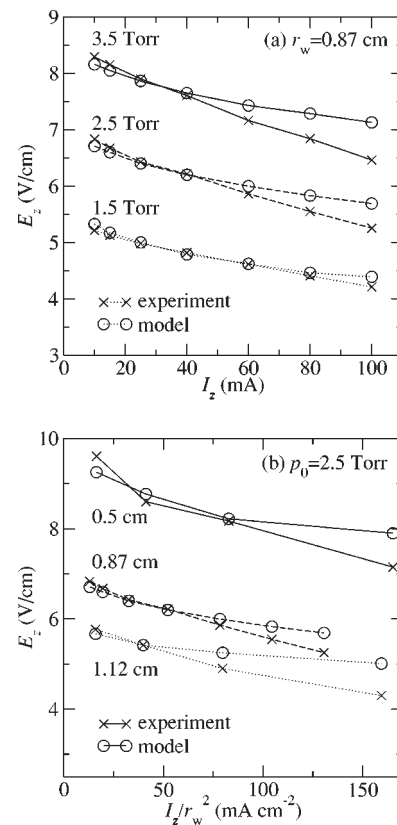 9
(a) r_w=0.87 cm
3.5 Torr
8
7
2.5 Torr
6
E_z (V/cm)
5
1.5 Torr
4
experiment
model
3
0 20 40 60 80 100
I_z (mA)
10
(b) p_0=2.5 Torr
8
0.5 cm
0.87 cm
6
E_z (V/cm)
1.12 cm
4
experiment
model
0 50 100 150
I_z/r_w^2 (mA cm^-2)